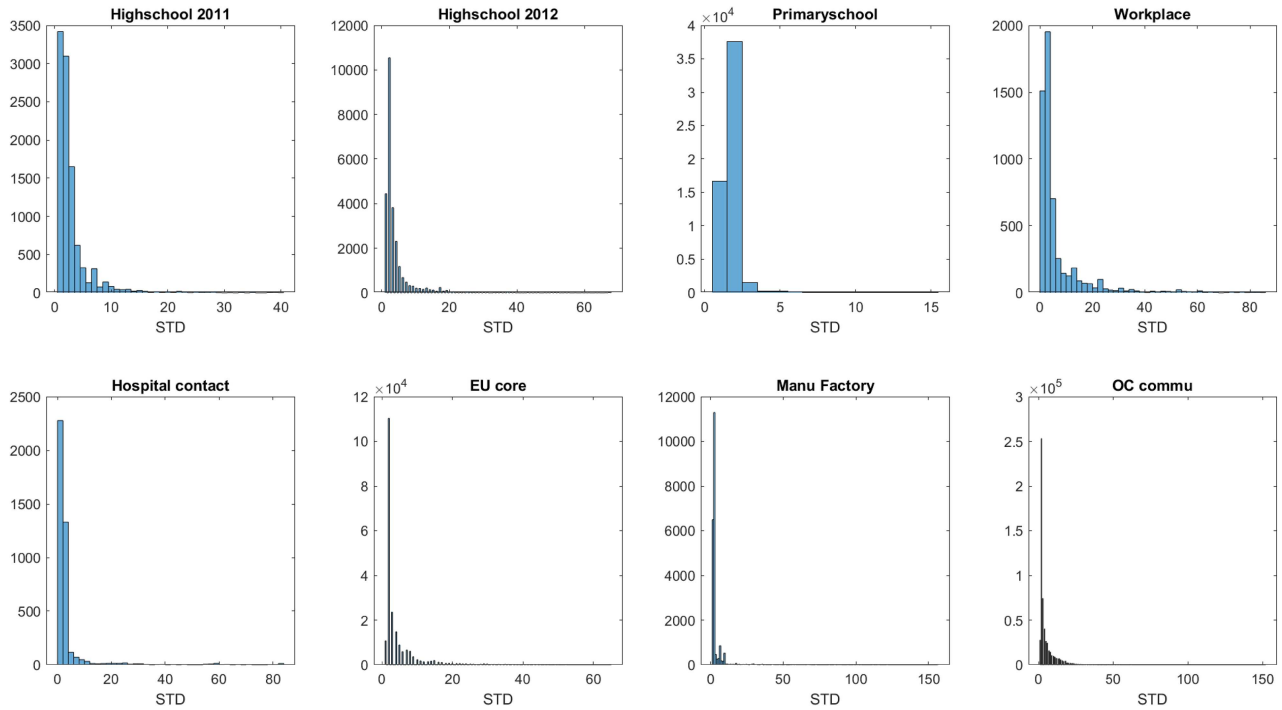 Highschool 2011
3500
3000
2500
2000
1500
1000
500
0
0 10 20 30 40
STD
Highschool 2012
12000
10000
8000
6000
4000
2000
0
0 20 40 60
STD
Primaryschool
×10⁴
4
3.5
3
2.5
2
1.5
1
0.5
0
0 5 10 15
STD
Workplace
2000
1500
1000
500
0
0 20 40 60 80
STD
Hospital contact
2500
2000
1500
1000
500
0
0 20 40 60 80
STD
EU core
×10⁴
12
10
8
6
4
2
0
0 20 40 60
STD
Manu Factory
12000
10000
8000
6000
4000
2000
0
0 50 100 150
STD
OC commu
×10⁵
3
2.5
2
1.5
1
0.5
0
0 50 100 150
STD